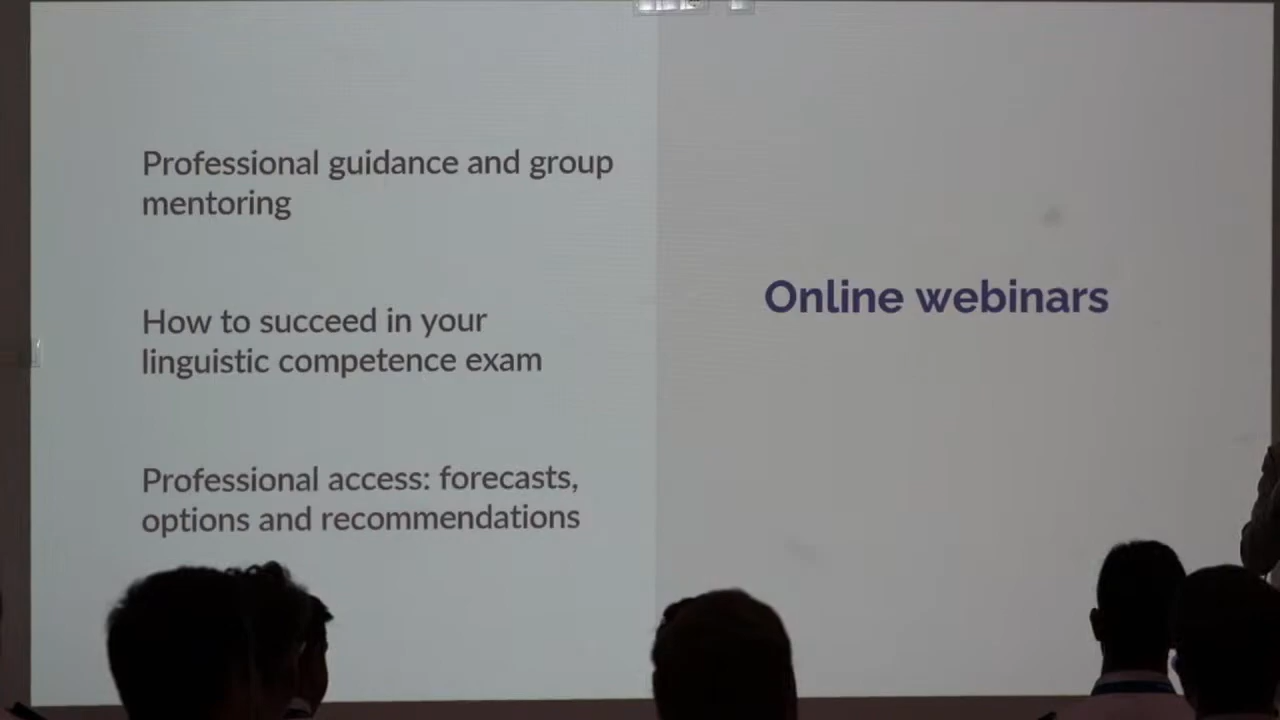 Professional guidance and group
mentoring
How to succeed in your
linguistic competence exam
Professional access: forecasts,
options and recommendations
Online webinars